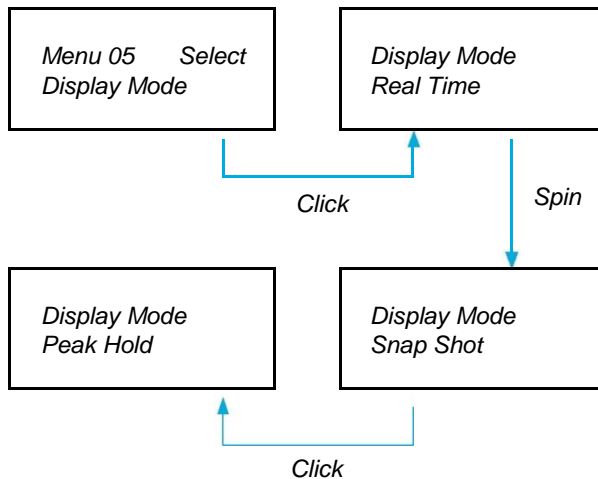 Menu 05 Select
Display Mode
Display Mode
Real Time
Click
Spin
Display Mode
Peak Hold
Display Mode
Snap Shot
Click